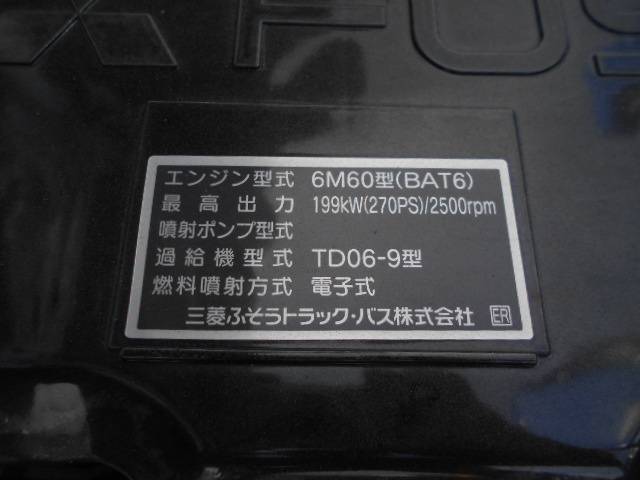 FUS
エンジン型式 6M60型(BAT6)
最高出力 199kW(270PS)/2500rpm
噴射ポンプ型式
過給機型式 TD06-9型
燃料噴射方式 電子式
三菱ふそうトラック・バス株式会社 ER